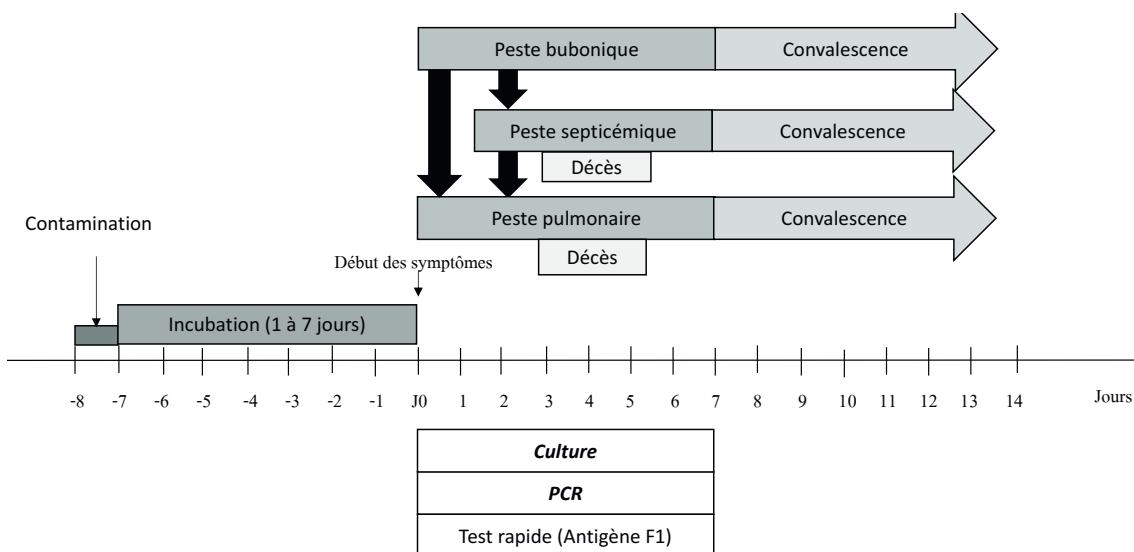 Peste bubonique
Convalescence
Peste septicémique
Convalescence
Décès
Peste pulmonaire
Convalescence
Contamination
Décès
Début des symptômes
Incubation (1 à 7 jours)
-8 -7 -6 -5 -4 -3 -2 -1 J0 1 2 3 4 5 6 7 8 9 10 11 12 13 14 Jours
Culture
PCR
Test rapide (Antigène F1)